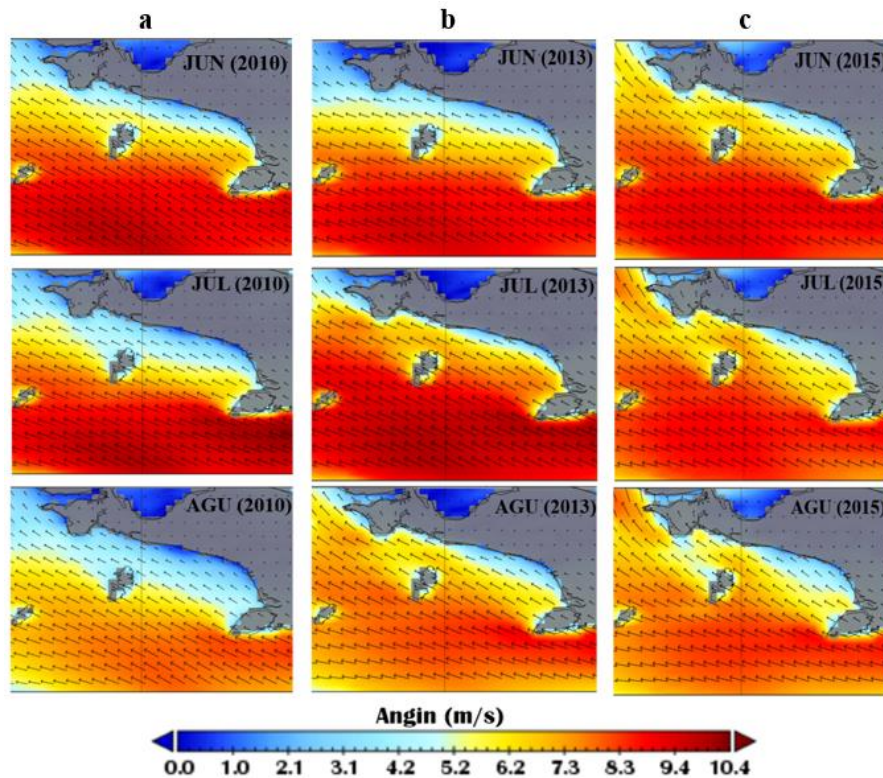 a b c
JUN (2010) JUN (2013) JUN (2015)
JUL (2010) JUL (2013) JUL (2015)
AGU (2010) AGU (2013) AGU (2015)
Angin (m/s)
0.0 1.0 2.1 3.1 4.2 5.2 6.2 7.3 8.3 9.4 10.4